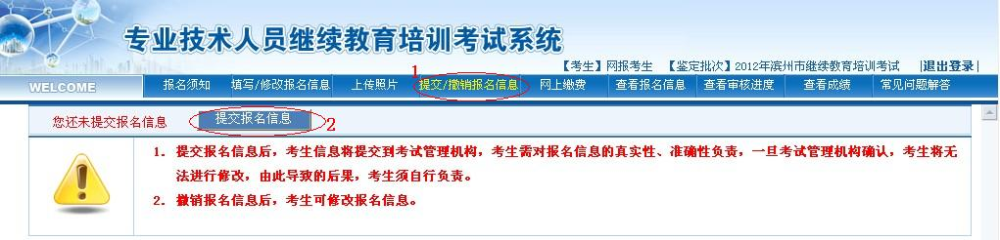 专业技术人员继续教育培训考试系统
【考生】网报考生 【鉴定批次】2012年滨州市继续教育培训考试 |退出登录|
1
WELCOME 报名须知 填写/修改报名信息 上传照片 提交/撤销报名信息 网上缴费 查看报名信息 查看审核进度 查看成绩 常见问题解答
您还未提交报名信息 提交报名信息 2
1. 提交报名信息后，考生信息将提交到考试管理机构，考生需对报名信息的真实性、准确性负责，一旦考试管理机构确认，考生将无
法进行修改，由此导致的后果，考生须自行负责。
2. 撤销报名信息后，考生可修改报名信息。